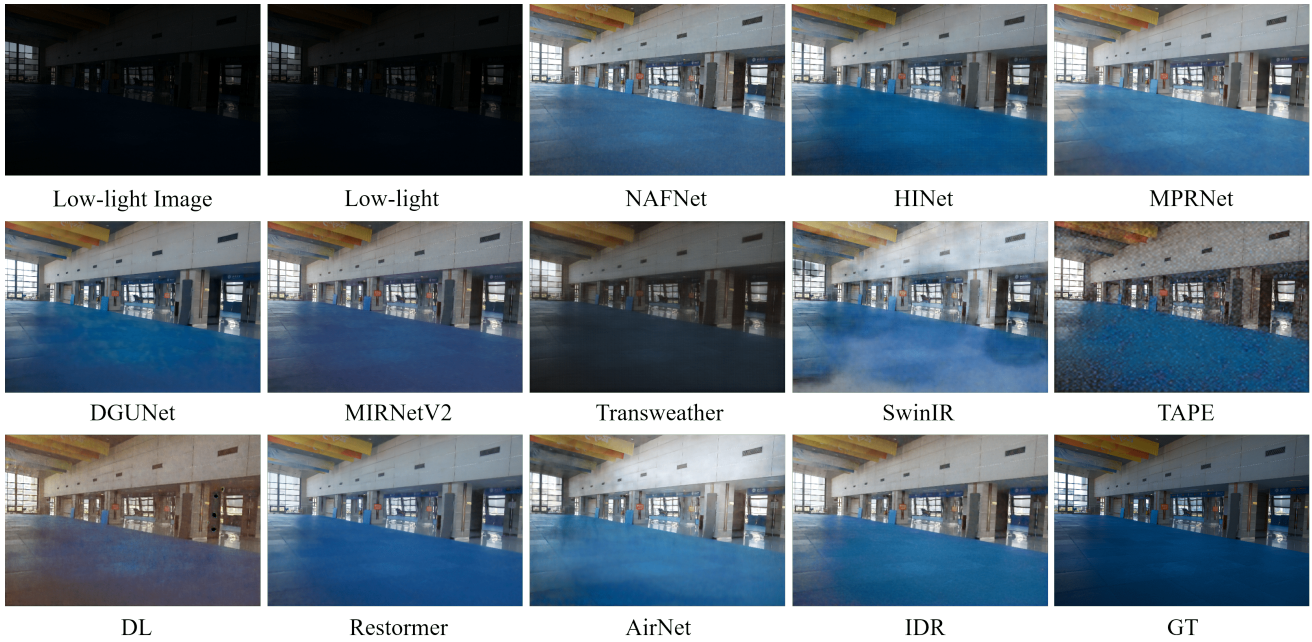 Low-light Image
Low-light
NAFNet
HINet
MPRNet
DGUNet
MIRNetV2
Transweather
SwinIR
TAPE
DL
Restormer
AirNet
IDR
GT